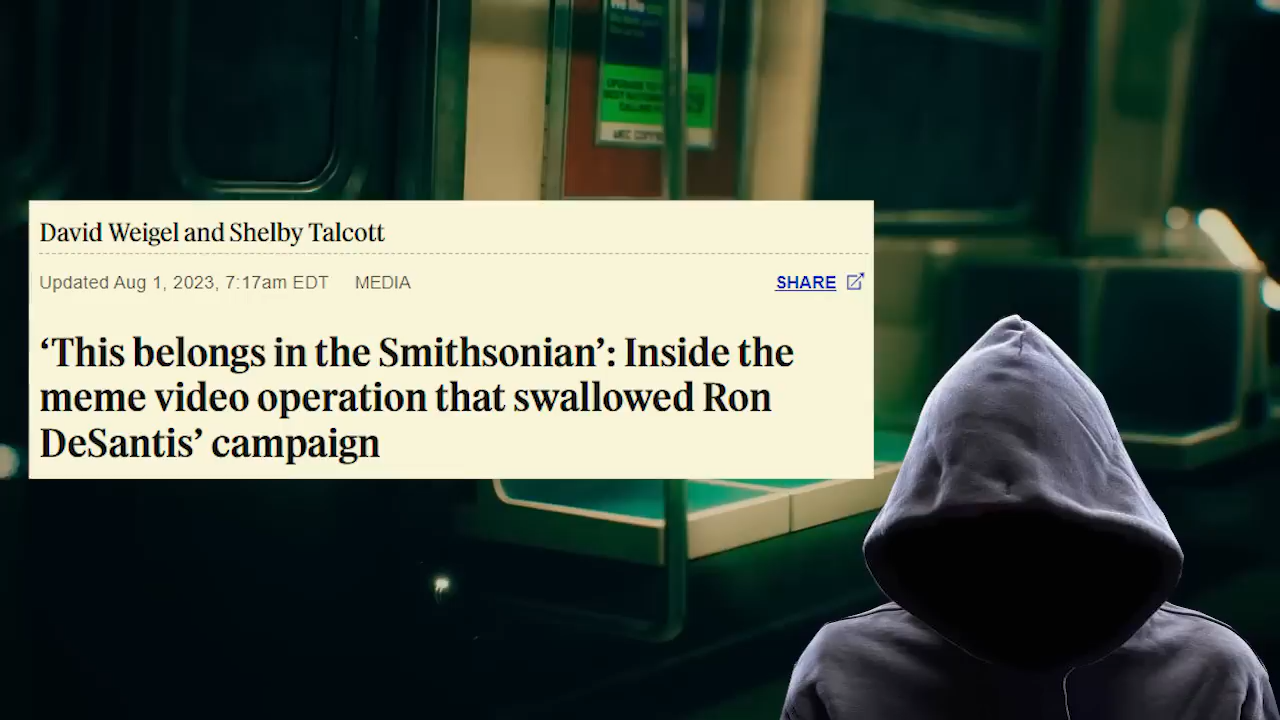 David Weigel and Shelby Talcott
Updated Aug 1, 2023, 7:17am EDT MEDIA
SHARE
‘This belongs in the Smithsonian’: Inside the
meme video operation that swallowed Ron
DeSantis’ campaign